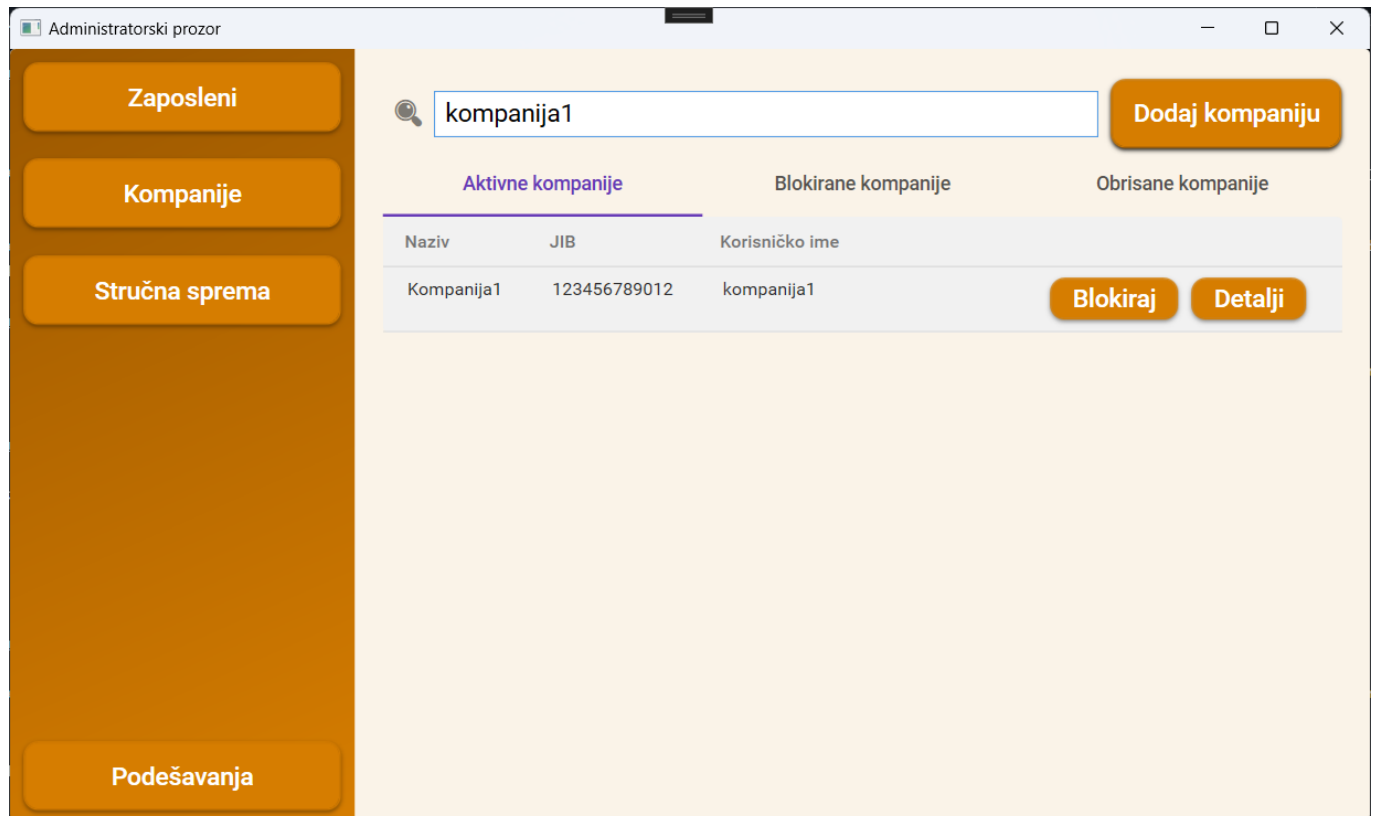 Administratorski prozor
Zaposleni
Kompanije
Stručna sprema
Podešavanja
kompanija1
Dodaj kompaniju
Aktivne kompanije Blokirane kompanije Obrisane kompanije
Naziv JIB Korisničko ime
Kompanija1 123456789012 kompanija1 Blokiraj Detalji